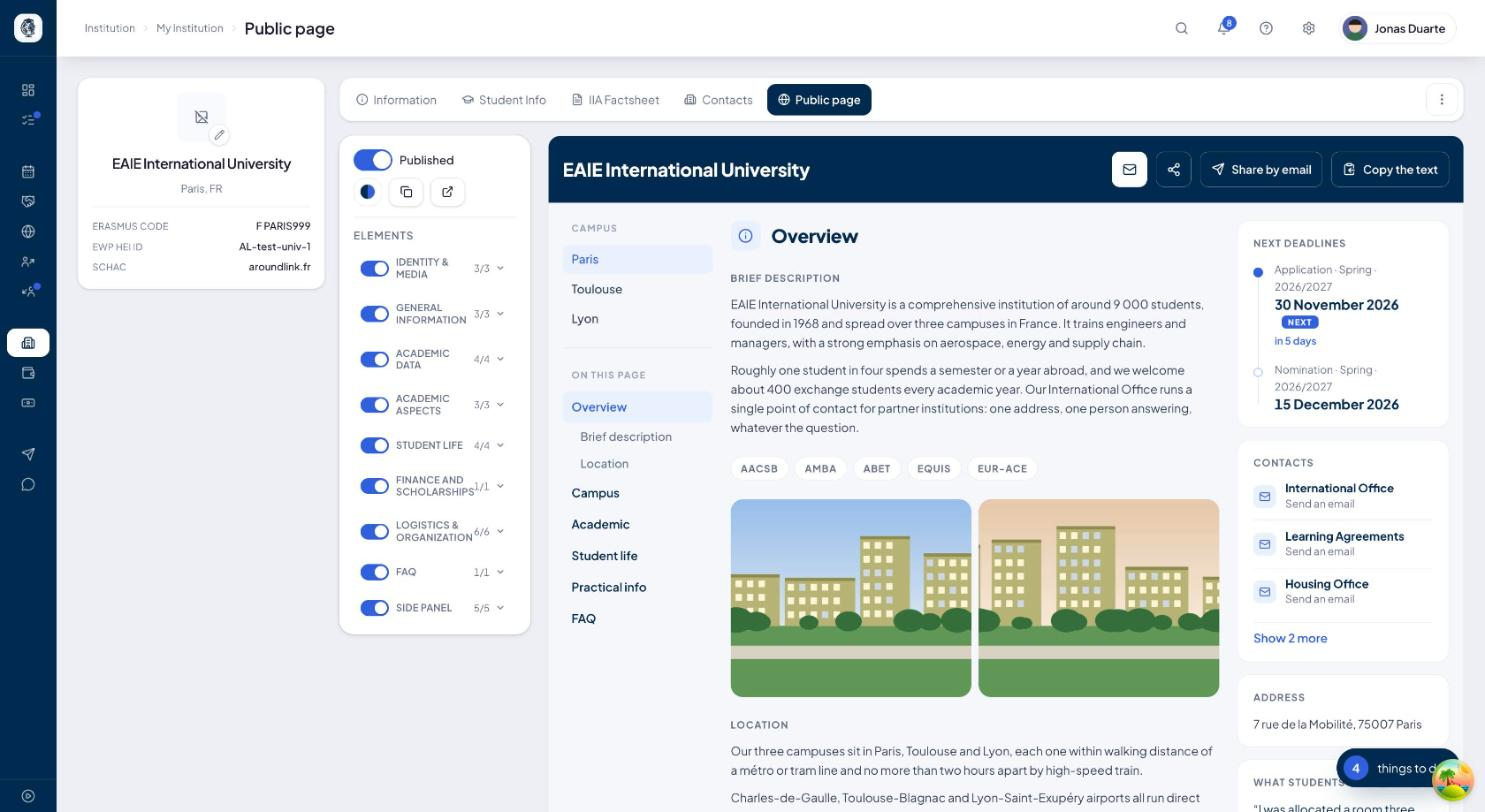 Institution
My Institution
Public page
8
Jonas Duarte
EAIE International University
Paris, FR
ERASMUS CODE F PARIS999
EWP HEI ID AL-test-univ-1
SCHAC aroundlink.fr
Information
Student Info
IIA Factsheet
Contacts
Public page
Published
ELEMENTS
IDENTITY &
MEDIA
3/3
GENERAL
INFORMATION
3/3
ACADEMIC
DATA
4/4
ACADEMIC
ASPECTS
3/3
STUDENT LIFE 4/4
FINANCE AND
SCHOLARSHIPS
1/1
LOGISTICS &
ORGANIZATION
6/6
FAQ 1/1
SIDE PANEL 5/5
EAIE International University
Share by email
Copy the text
CAMPUS
Paris
Toulouse
Lyon
ON THIS PAGE
Overview
Brief description
Location
Campus
Academic
Student life
Practical info
FAQ
Overview
BRIEF DESCRIPTION
EAIE International University is a comprehensive institution of around 9 000 students,
founded in 1968 and spread over three campuses in France. It trains engineers and
managers, with a strong emphasis on aerospace, energy and supply chain.
Roughly one student in four spends a semester or a year abroad, and we welcome
about 400 exchange students every academic year. Our International Office runs a
single point of contact for partner institutions: one address, one person answering,
whatever the question.
AACSB
AMBA
ABET
EQUIS
EUR-ACE
LOCATION
Our three campuses sit in Paris, Toulouse and Lyon, each one within walking distance of
a métro or tram line and no more than two hours apart by high-speed train.
Charles-de-Gaulle, Toulouse-Blagnac and Lyon-Saint-Exupéry airports all run direct
NEXT DEADLINES
Application · Spring ·
2026/2027
30 November 2026
NEXT
in 5 days
Nomination · Spring ·
2026/2027
15 December 2026
CONTACTS
International Office
Send an email
Learning Agreements
Send an email
Housing Office
Send an email
Show 2 more
ADDRESS
7 rue de la Mobilité, 75007 Paris
WHAT STUDENTS
"I was allocated a room three
4 things to d